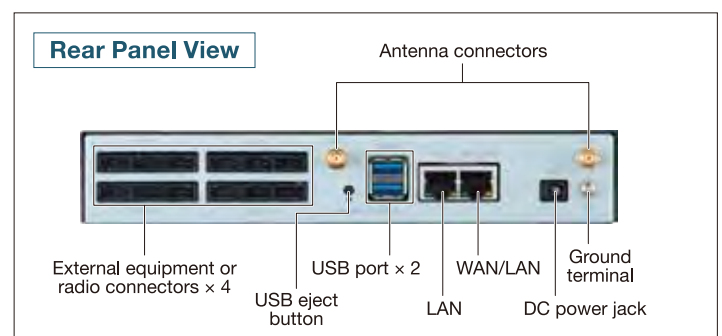 Rear Panel View
Antenna connectors
External equipment or
radio connectors × 4
USB eject
button
USB port × 2
LAN
WAN/LAN
DC power jack
Ground
terminal